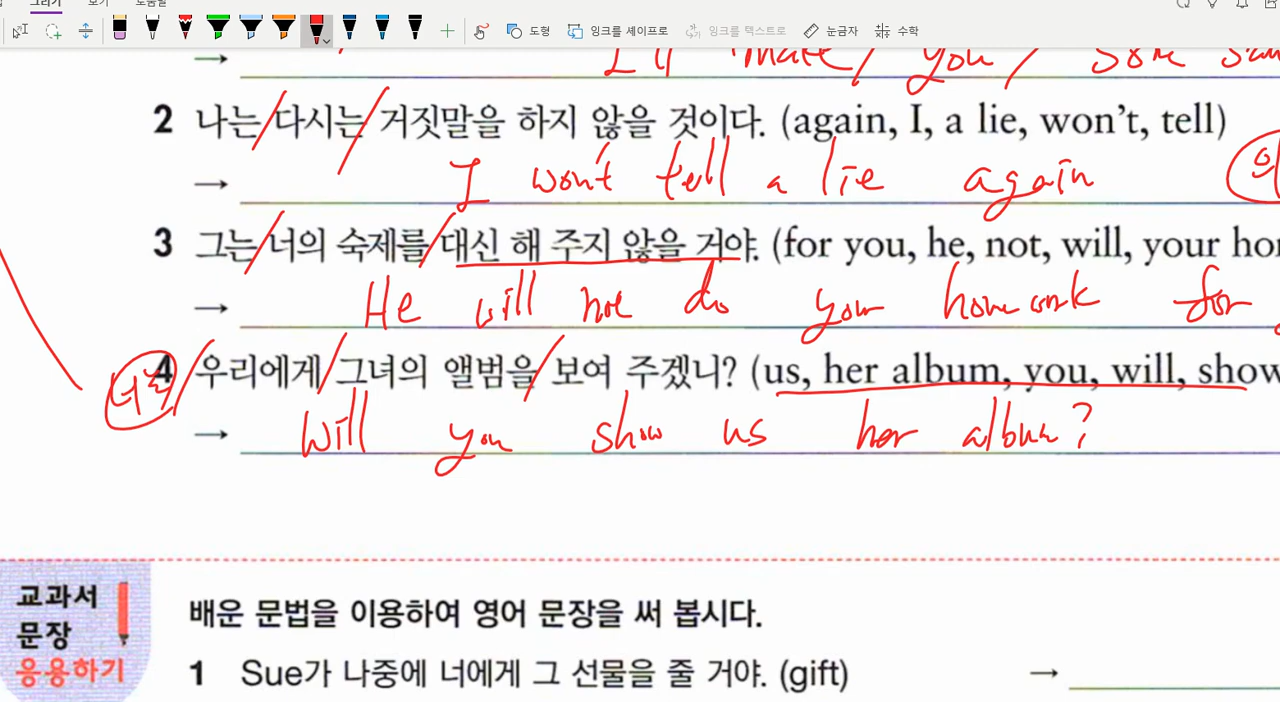 그리기 보기 도움말
도형 잉크를 셰이프로 잉크를 텍스트로 눈금자 수학
→ I'll make / you / some
2 나는 / 다시는 / 거짓말을 하지 않을 것이다. (again, I, a lie, won't, tell)
→ I won't tell a lie again
3 그는 / 너의 숙제를 / 대신 해 주지 않을 거야. (for you, he, not, will, your
→ He will not do your homework for
4 / 우리에게 / 그녀의 앨범을 / 보여 주겠니? (us, her album, you, will, show
너는
→ Will you show us her album?
교과서
문장
응용하기
배운 문법을 이용하여 영어 문장을 써 봅시다.
1 Sue가 나중에 너에게 그 선물을 줄 거야. (gift) →